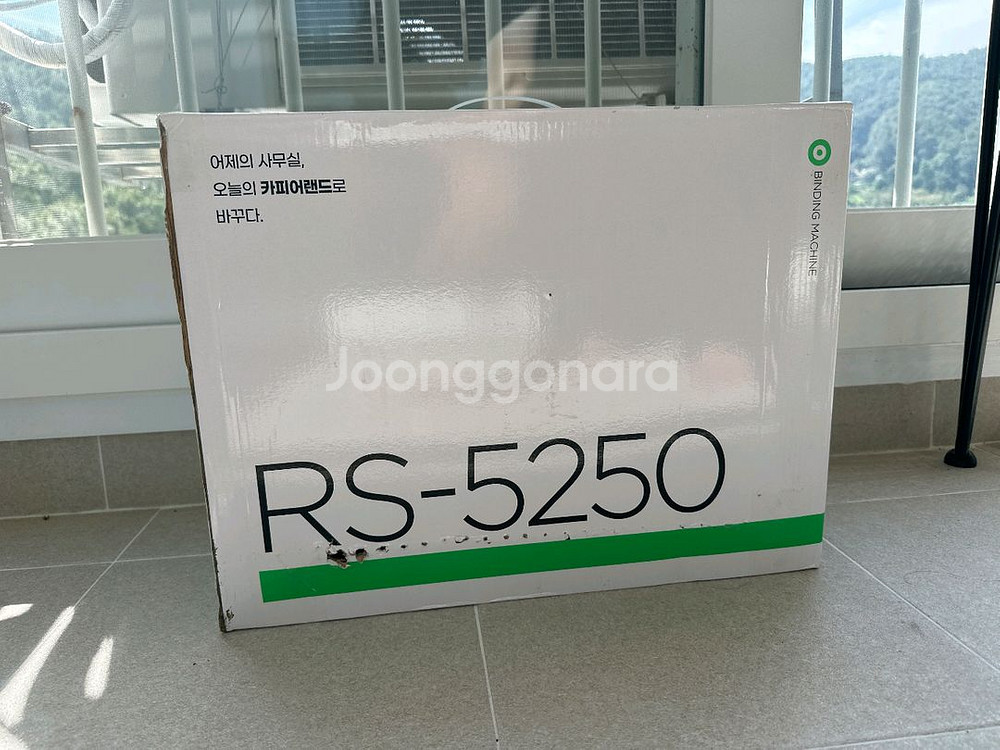 어제의 사무실,
오늘의 카피어랜드로
바꾸다.
BINDING MACHINE
Joonggonara
RS-5250